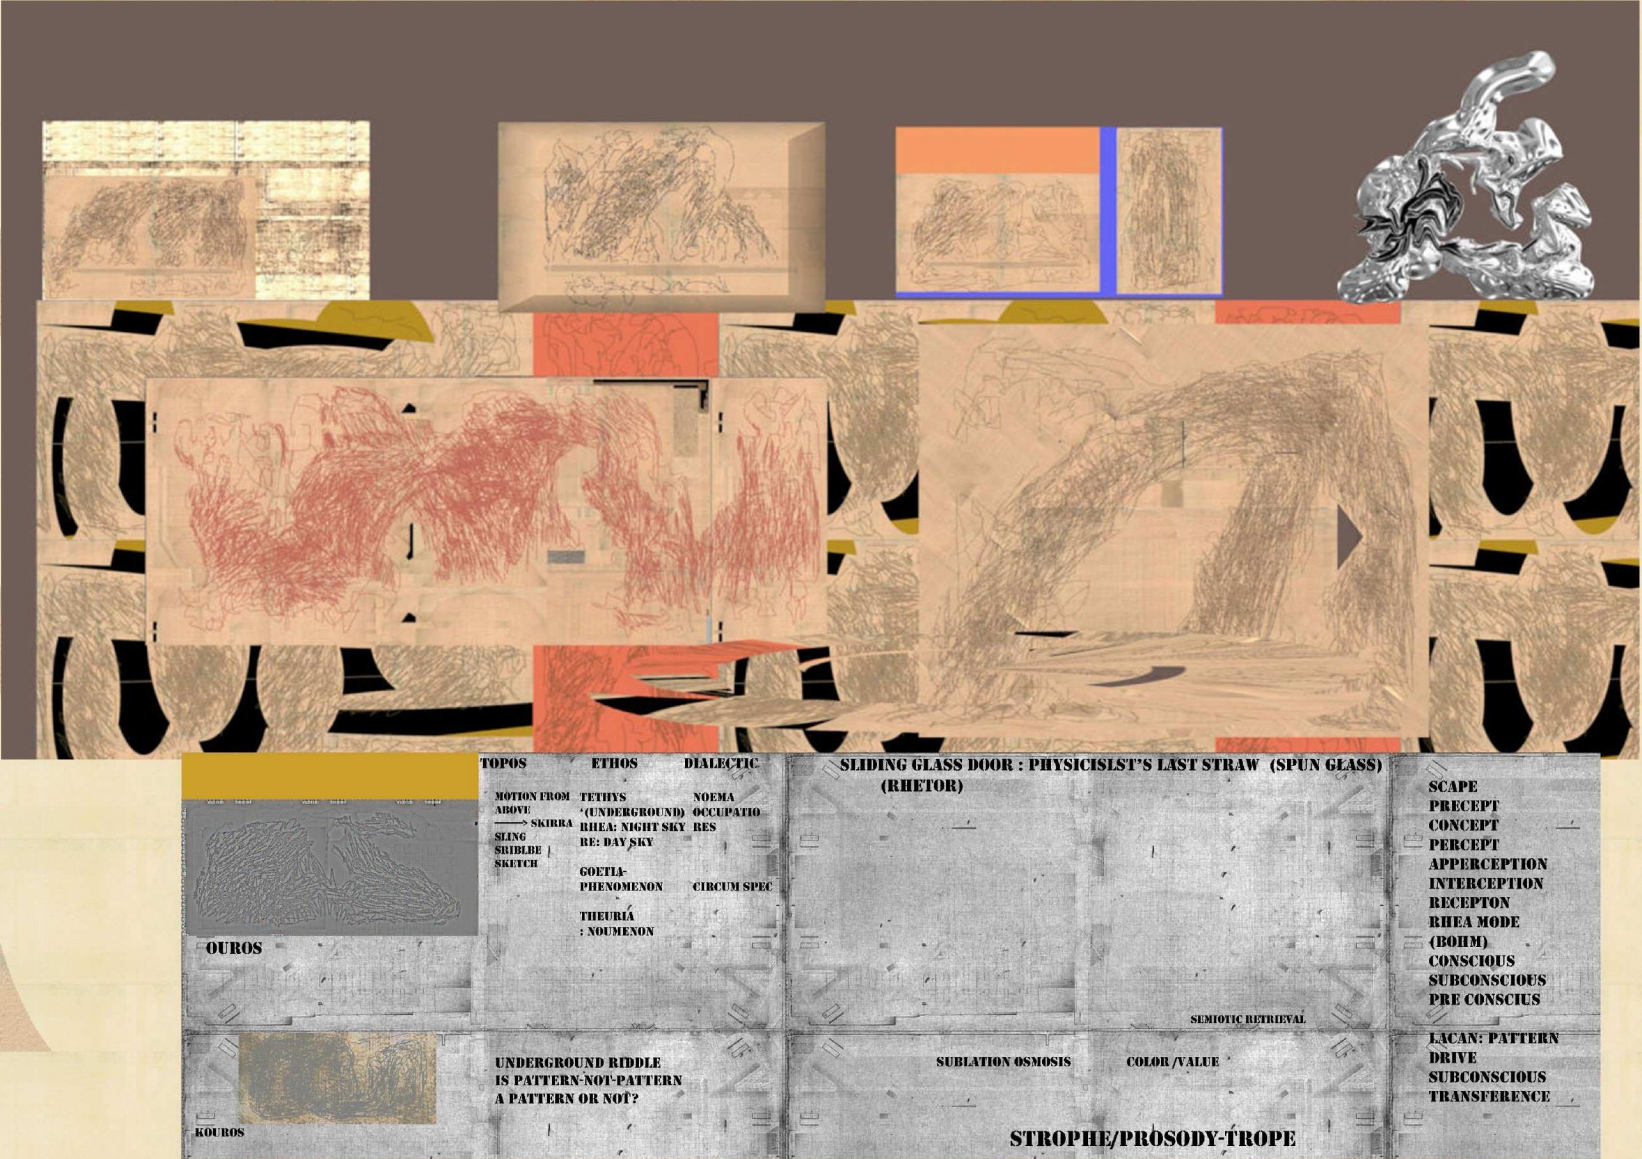 TOPOS
ETHOS
DIALECTIC
MOTION FROM
ABOVE
⟶ SKIRRA
SLING
SRIBLBE
SKETCH
TETHYS
'(UNDERGROUND)
RHEA: NIGHT SKY
RE: DAY SKY
GOETIA-
PHENOMENON
THEURIA
: NOUMENON
NOEMA
OCCUPATIO
RES
CIRCUM SPEC
SLIDING GLASS DOOR : PHYSICISLST'S LAST STRAW (SPUN GLASS)
(RHETOR)
SCAPE
PRECEPT
CONCEPT
PERCEPT
APPERCEPTION
INTERCEPTION
RECEPTON
RHEA MODE
(BOHM)
CONSCIOUS
SUBCONSCIOUS
PRE CONSCIUS
OUROS
SEMIOTIC RETRIEVAL
KOUROS
UNDERGROUND RIDDLE
IS PATTERN-NOT-PATTERN
A PATTERN OR NOT?
SUBLATION OSMOSIS
COLOR /VALUE
LACAN: PATTERN
DRIVE
SUBCONSCIOUS
TRANSFERENCE
STROPHE/PROSODY-TROPE